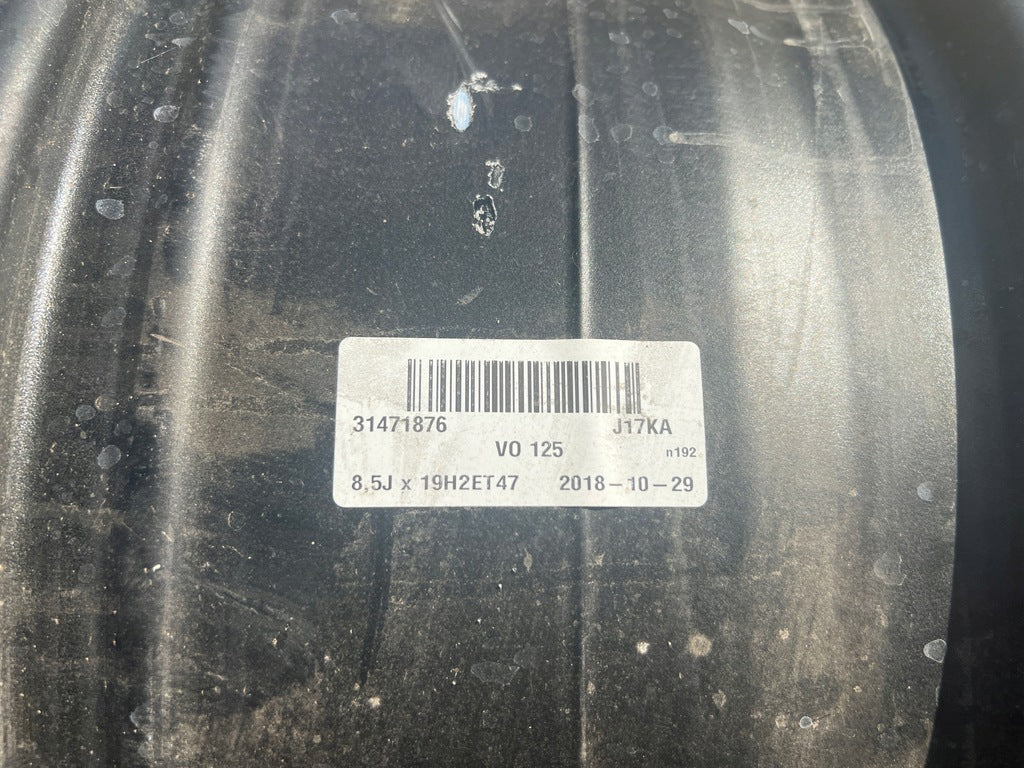 31471876 J17KA
VO 125 n192
8,5J x 19H2ET47 2018-10-29